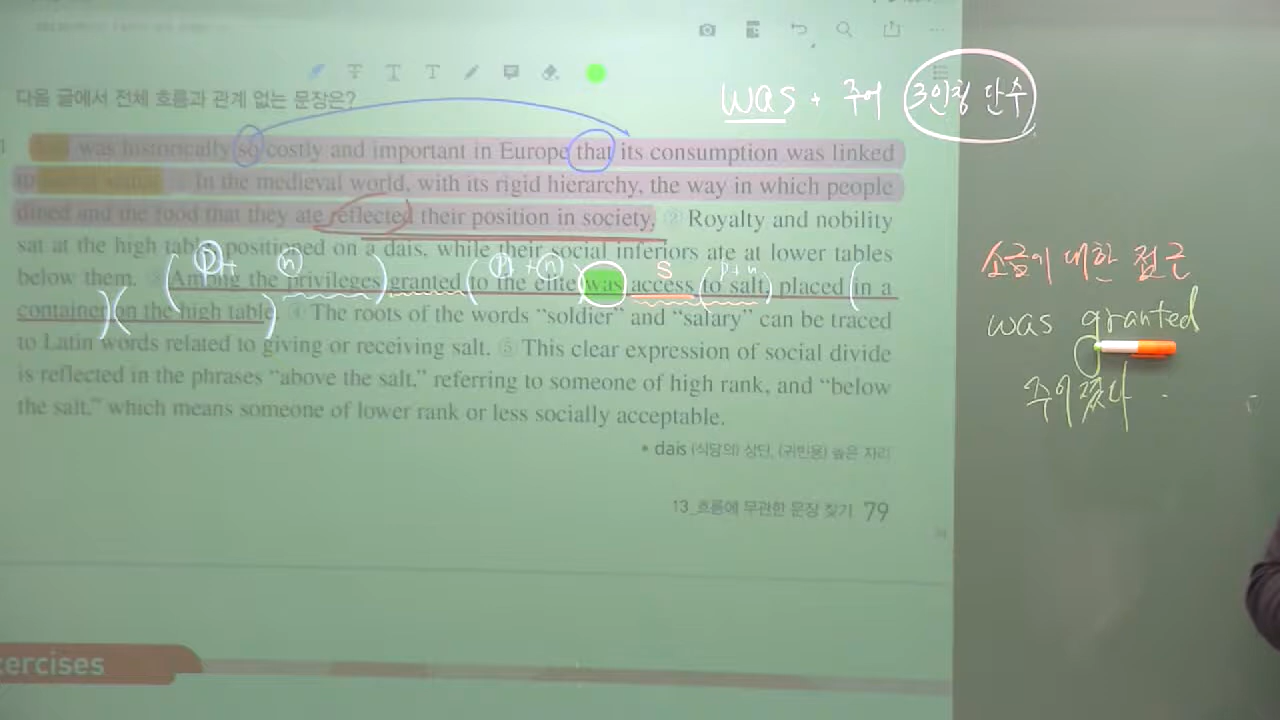 다음 글에서 전체 흐름과 관계 없는 문장은?
was + 주어 3인칭 단수
was historically so costly and important in Europe that its consumption was linked
to ① In the medieval world, with its rigid hierarchy, the way in which people
dined and the food that they ate reflected their position in society. ② Royalty and nobility
sat at the high table positioned on a dais, while their social inferiors ate at lower tables
p + n p + n S p + n
below them. ③ Among the privileges granted to the elite was access to salt, placed in a
container on the high table. ④ The roots of the words “soldier” and “salary” can be traced
to Latin words related to giving or receiving salt. ⑤ This clear expression of social divide
is reflected in the phrases “above the salt,” referring to someone of high rank, and “below
the salt,” which means someone of lower rank or less socially acceptable.
* dais (식당의) 상단, (귀빈용) 높은 자리
13_흐름에 무관한 문장 찾기 79
ercises
소금에 대한 접근
was granted
주어졌다